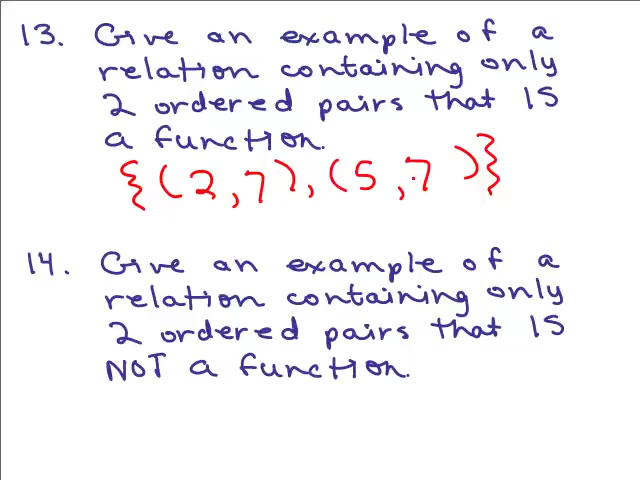 13. Give an example of a
relation containing only
2 ordered pairs that IS
a function.
{(2,7),(5,7)}
14. Give an example of a
relation containing only
2 ordered pairs that IS
NOT a function.